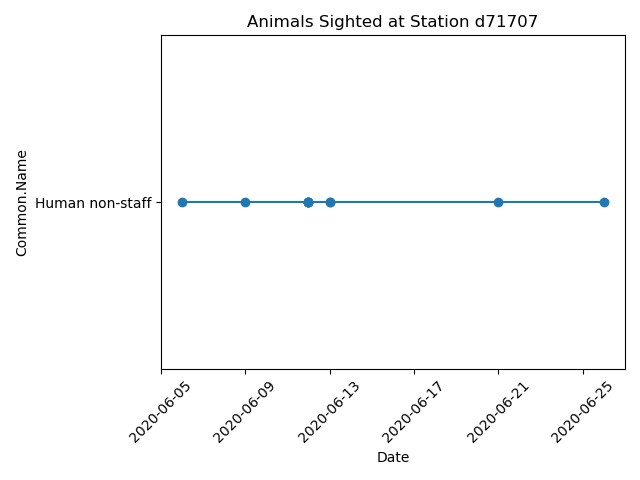 Animals Sighted at Station d71707
Common.Name
Human non-staff
2020-06-05
2020-06-09
2020-06-13
2020-06-17
2020-06-21
2020-06-25
Date